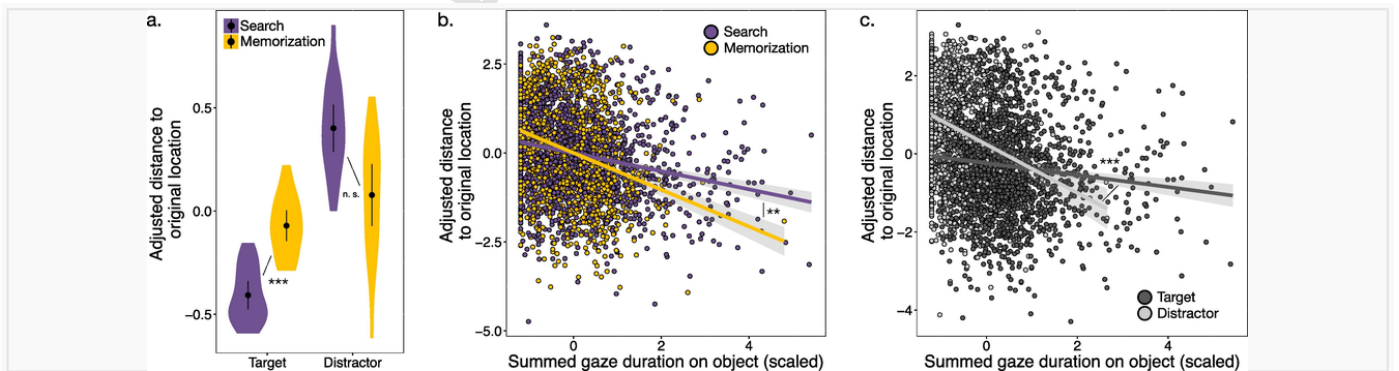 a.
Search
Memorization
Adjusted distance to
original location
0.5
0.0
−0.5
n. s.
***
Target
Distractor
b.
Search
Memorization
Adjusted distance
to original location
2.5
0.0
−2.5
−5.0
**
0
2
4
Summed gaze duration on object (scaled)
c.
Adjusted distance
to original location
2
0
−2
−4
***
Target
Distractor
0
2
4
Summed gaze duration on object (scaled)